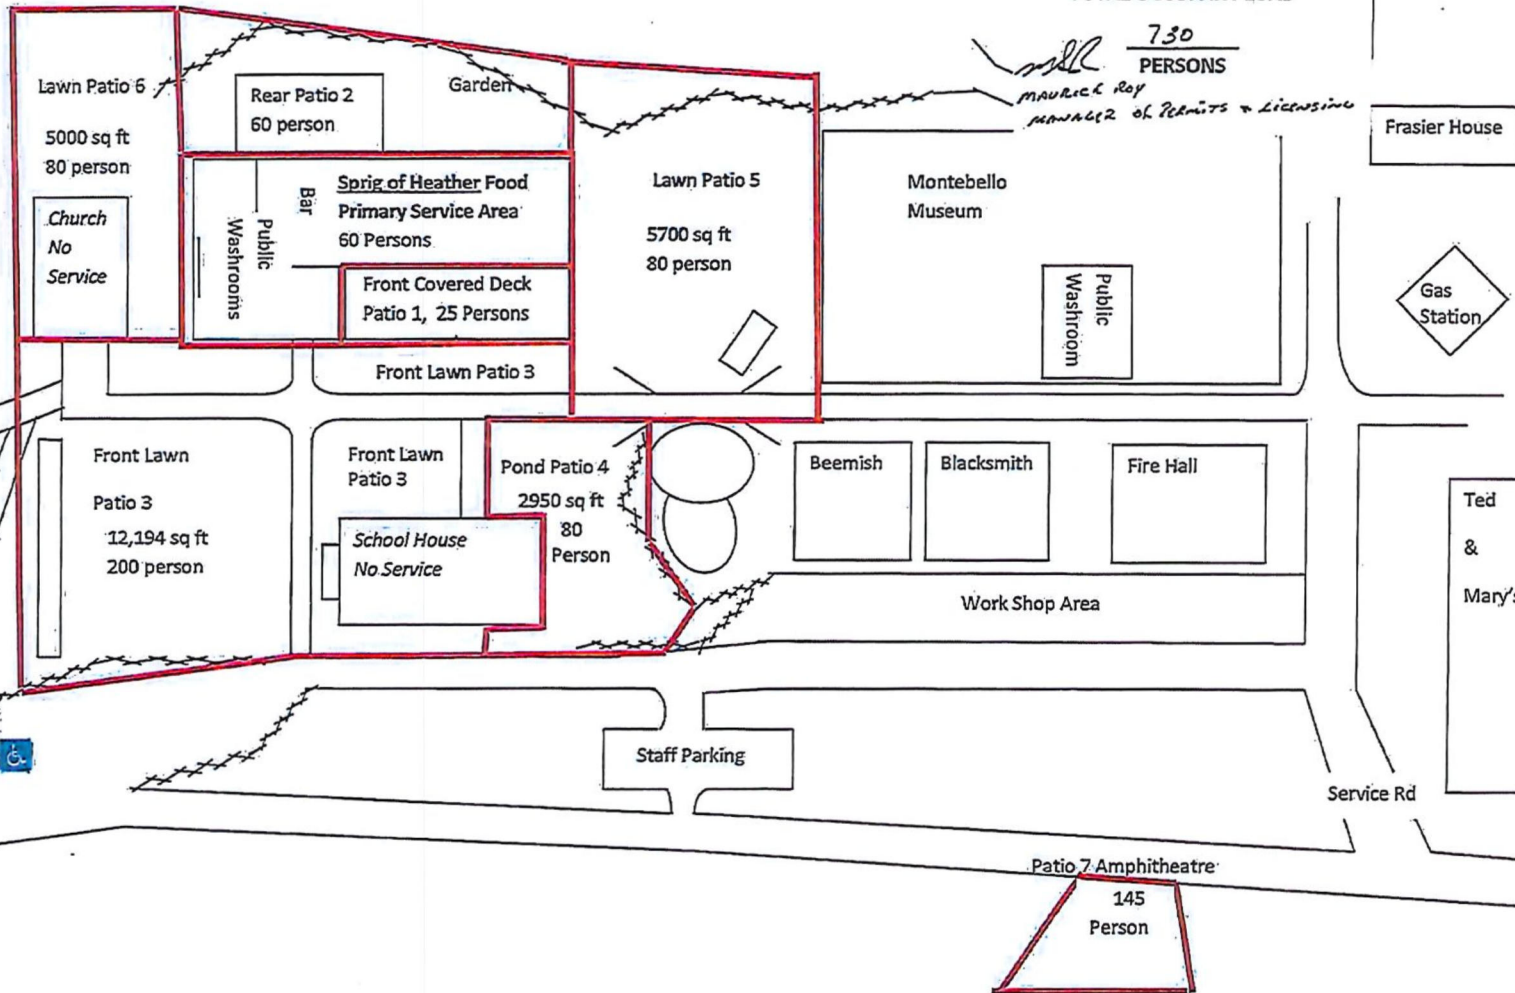 730
PERSONS
MAURICE ROY
MANAGER OF PERMITS & LICENSING
Lawn Patio 6
5000 sq ft
80 person
Church
No
Service
Rear Patio 2
60 person
Garden
Bar
Public
Washrooms
Sprig of Heather Food
Primary Service Area
60 Persons
Front Covered Deck
Patio 1, 25 Persons
Front Lawn Patio 3
Lawn Patio 5
5700 sq ft
80 person
Montebello
Museum
Public
Washroom
Frasier House
Gas
Station
Front Lawn
Patio 3
12,194 sq ft
200 person
Front Lawn
Patio 3
School House
No Service
Pond Patio 4
2950 sq ft
80
Person
Beemish
Blacksmith
Fire Hall
Work Shop Area
Ted
&
Mary's
Staff Parking
Service Rd
Patio 7 Amphitheatre
145
Person